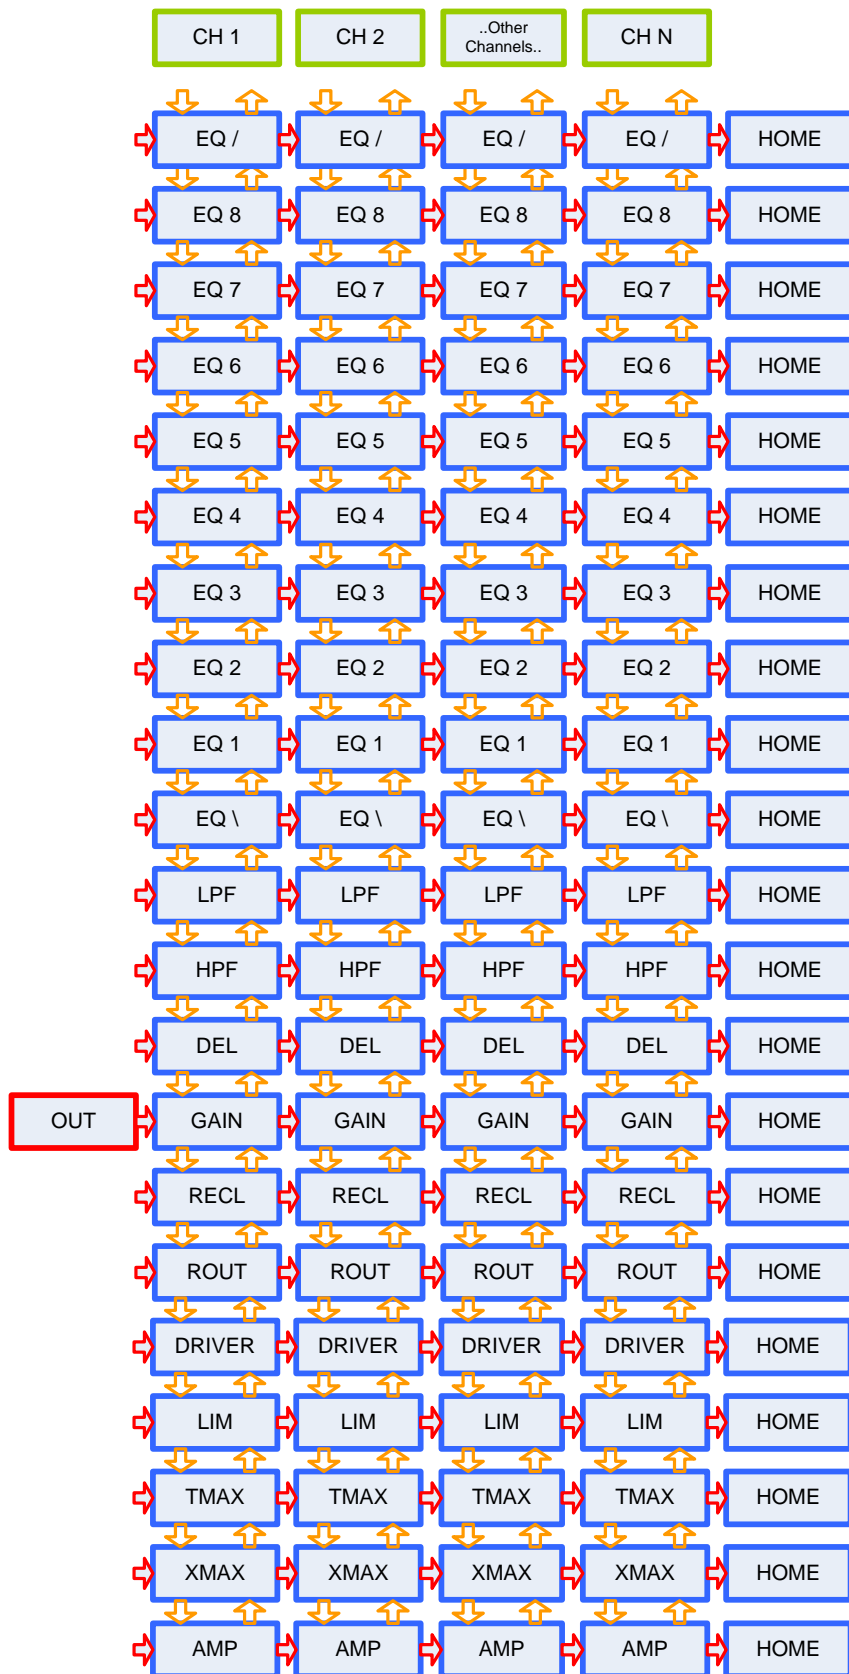 CH 1 CH 2 ..Other CH N
Channels..
EQ / EQ / EQ / EQ / HOME
EQ 8 EQ 8 EQ 8 EQ 8 HOME
EQ 7 EQ 7 EQ 7 EQ 7 HOME
EQ 6 EQ 6 EQ 6 EQ 6 HOME
EQ 5 EQ 5 EQ 5 EQ 5 HOME
EQ 4 EQ 4 EQ 4 EQ 4 HOME
EQ 3 EQ 3 EQ 3 EQ 3 HOME
EQ 2 EQ 2 EQ 2 EQ 2 HOME
EQ 1 EQ 1 EQ 1 EQ 1 HOME
EQ \ EQ \ EQ \ EQ \ HOME
LPF LPF LPF LPF HOME
HPF HPF HPF HPF HOME
DEL DEL DEL DEL HOME
OUT GAIN GAIN GAIN GAIN HOME
RECL RECL RECL RECL HOME
ROUT ROUT ROUT ROUT HOME
DRIVER DRIVER DRIVER DRIVER HOME
LIM LIM LIM LIM HOME
TMAX TMAX TMAX TMAX HOME
XMAX XMAX XMAX XMAX HOME
AMP AMP AMP AMP HOME